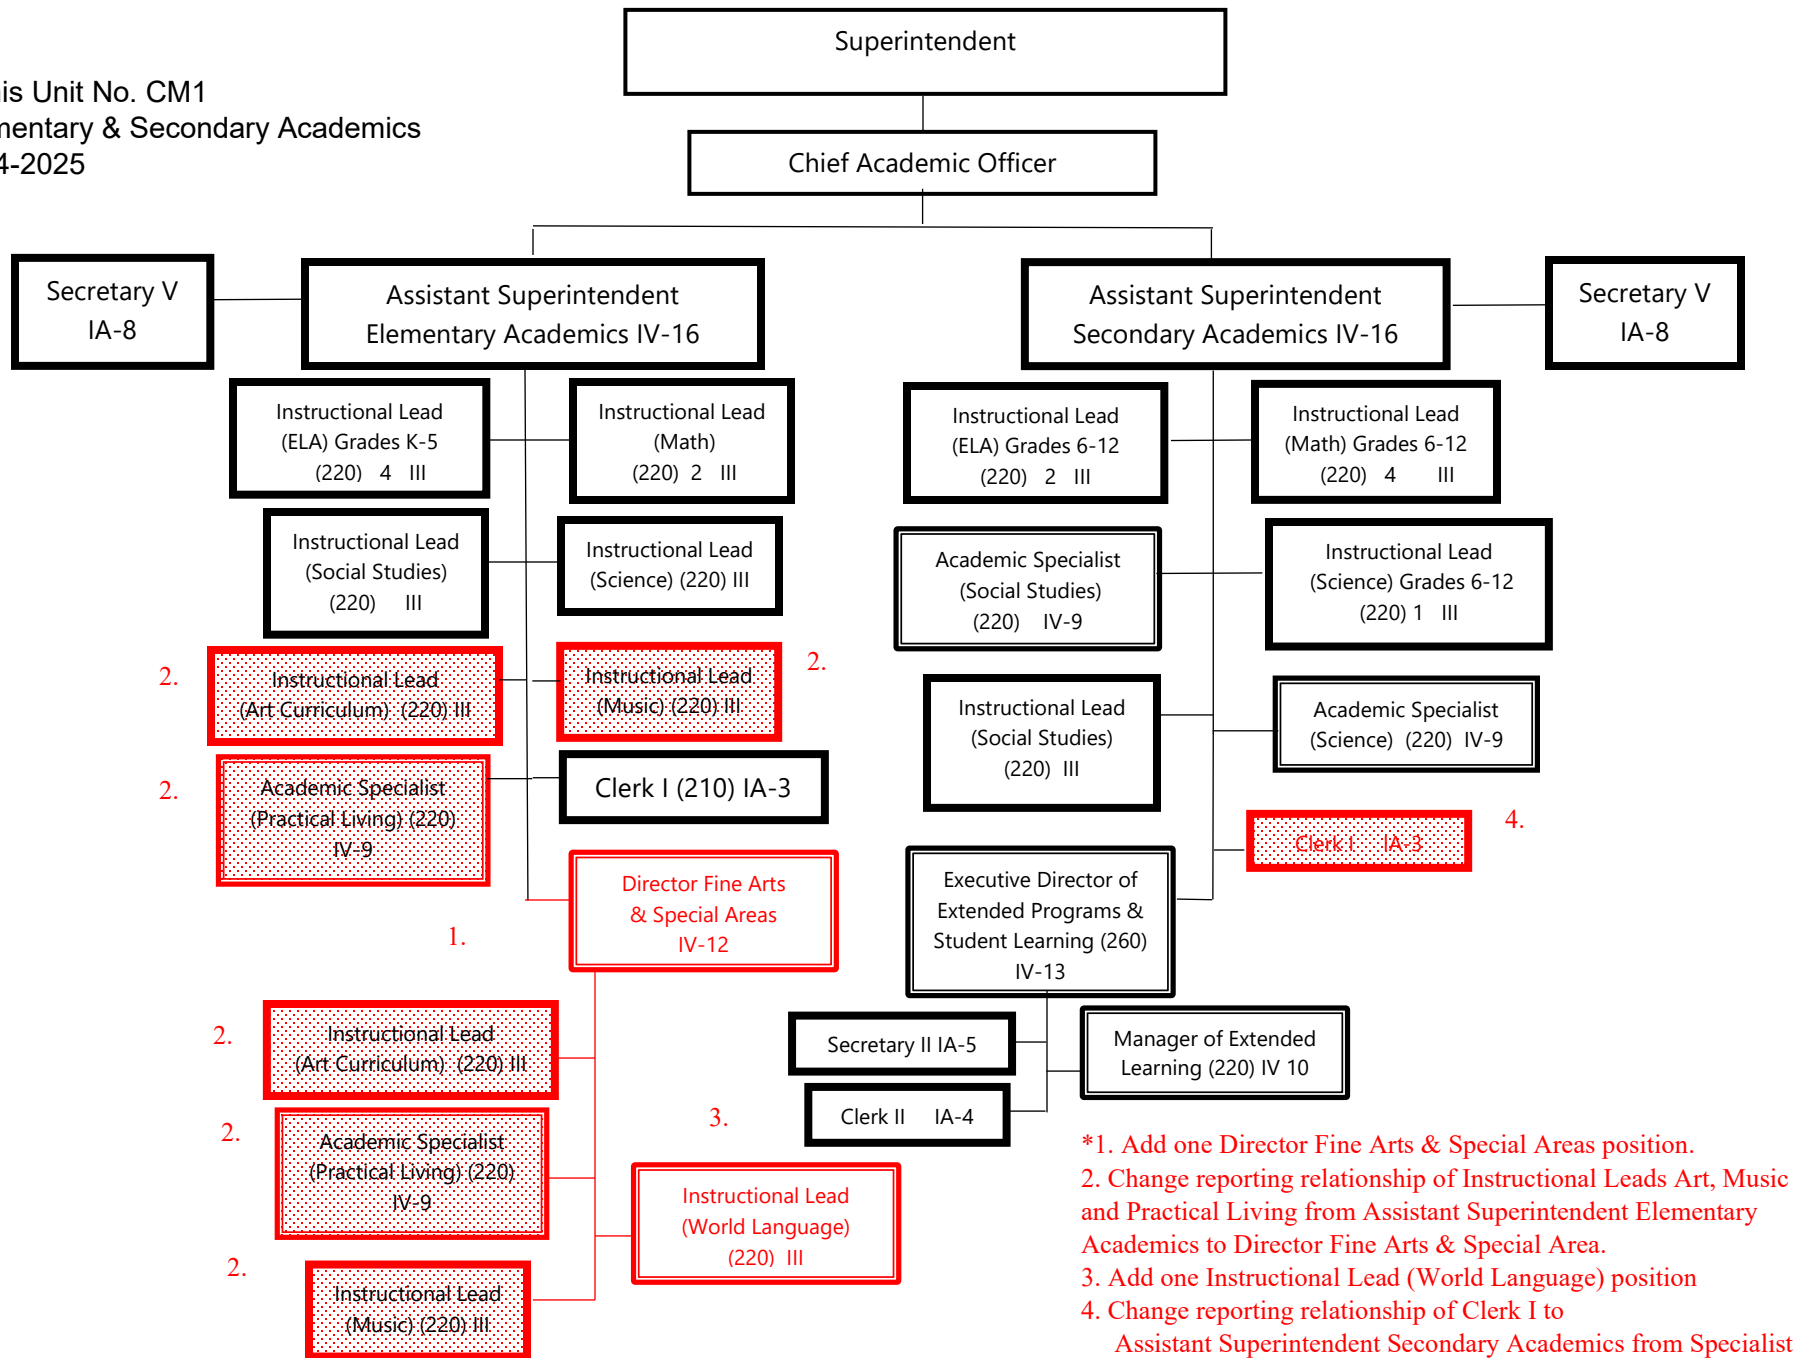 Superintendent
is Unit No. CM1
mentary & Secondary Academics
4-2025
Chief Academic Officer
Secretary V
IA-8
Assistant Superintendent
Elementary Academics IV-16
Assistant Superintendent
Secondary Academics IV-16
Secretary V
IA-8
Instructional Lead
(ELA) Grades K-5
(220) 4 III
Instructional Lead
(Math)
(220) 2 III
Instructional Lead
(ELA) Grades 6-12
(220) 2 III
Instructional Lead
(Math) Grades 6-12
(220) 4 III
Instructional Lead
(Social Studies)
(220) III
Instructional Lead
(Science) (220) III
Academic Specialist
(Social Studies)
(220) IV-9
Instructional Lead
(Science) Grades 6-12
(220) 1 III
2.
Instructional Lead
(Art Curriculum) (220) III
Instructional Lead
(Music) (220) III
2.
Instructional Lead
(Social Studies)
(220) III
Academic Specialist
(Science) (220) IV-9
2.
Academic Specialist
(Practical Living) (220)
IV-9
Clerk I (210) IA-3
Clerk I IA-3
4.
Director Fine Arts
& Special Areas
IV-12
1.
Executive Director of
Extended Programs &
Student Learning (260)
IV-13
2.
Instructional Lead
(Art Curriculum) (220) III
Secretary II IA-5
Manager of Extended
Learning (220) IV 10
Clerk II IA-4
2.
Academic Specialist
(Practical Living) (220)
IV-9
3.
Instructional Lead
(World Language)
(220) III
2.
Instructional Lead
(Music) (220) III
*1. Add one Director Fine Arts & Special Areas position.
2. Change reporting relationship of Instructional Leads Art, Music
and Practical Living from Assistant Superintendent Elementary
Academics to Director Fine Arts & Special Area.
3. Add one Instructional Lead (World Language) position
4. Change reporting relationship of Clerk I to
Assistant Superintendent Secondary Academics from Specialist